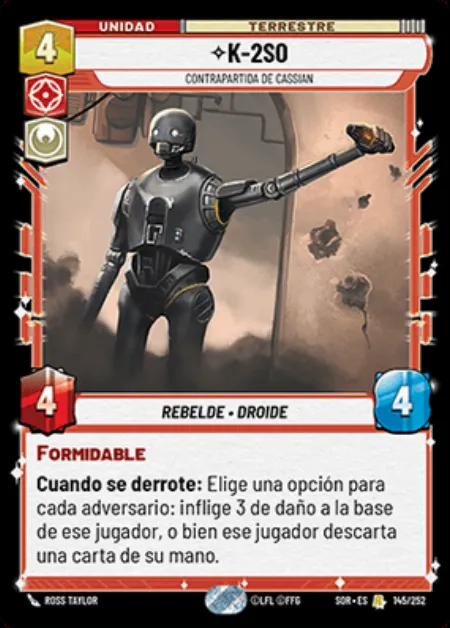 UNIDAD
TERRESTRE
4
K-2SO
CONTRAPARTIDA DE CASSIAN
4
REBELDE • DROIDE
4
FORMIDABLE
Cuando se derrote: Elige una opción para
cada adversario: inflige 3 de daño a la base
de ese jugador, o bien ese jugador descarta
una carta de su mano.
ROSS TAYLOR
©LFL ©FFG
SOR • ES
R
145/252